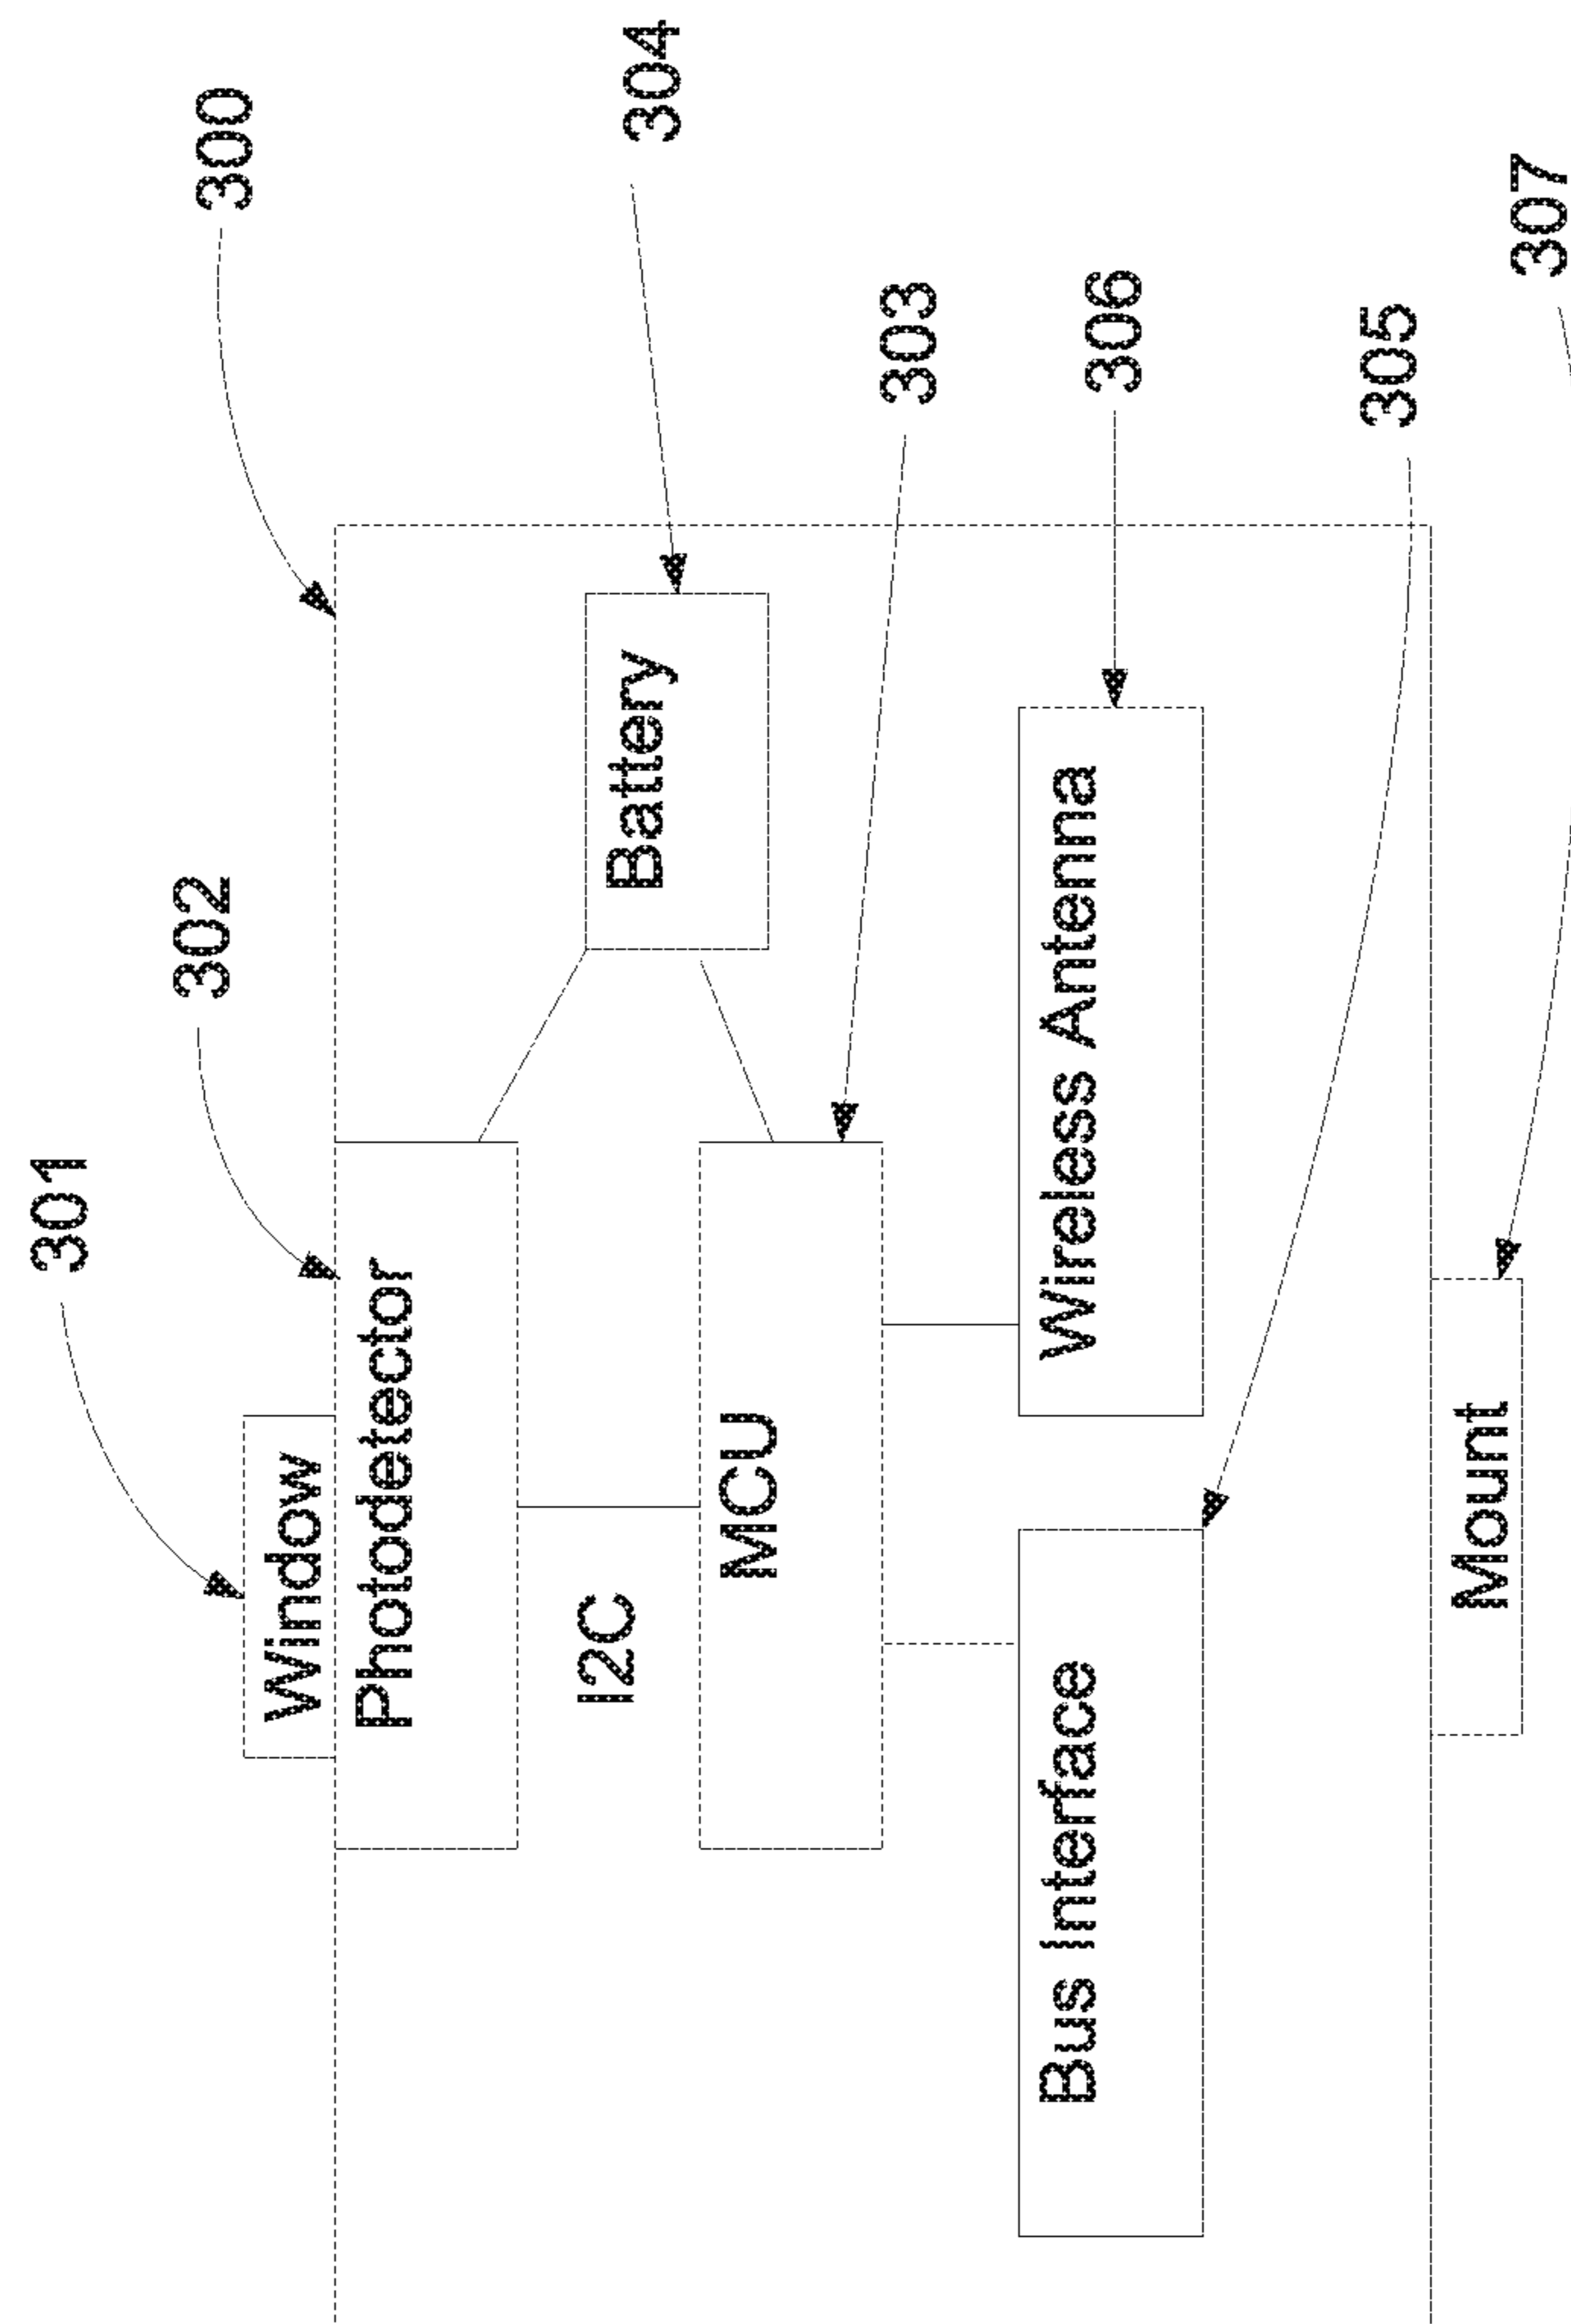 301
Window
302
Photodetector
300
I2C
Battery
304
MCU
303
Bus Interface
Wireless Antenna
306
305
Mount
307